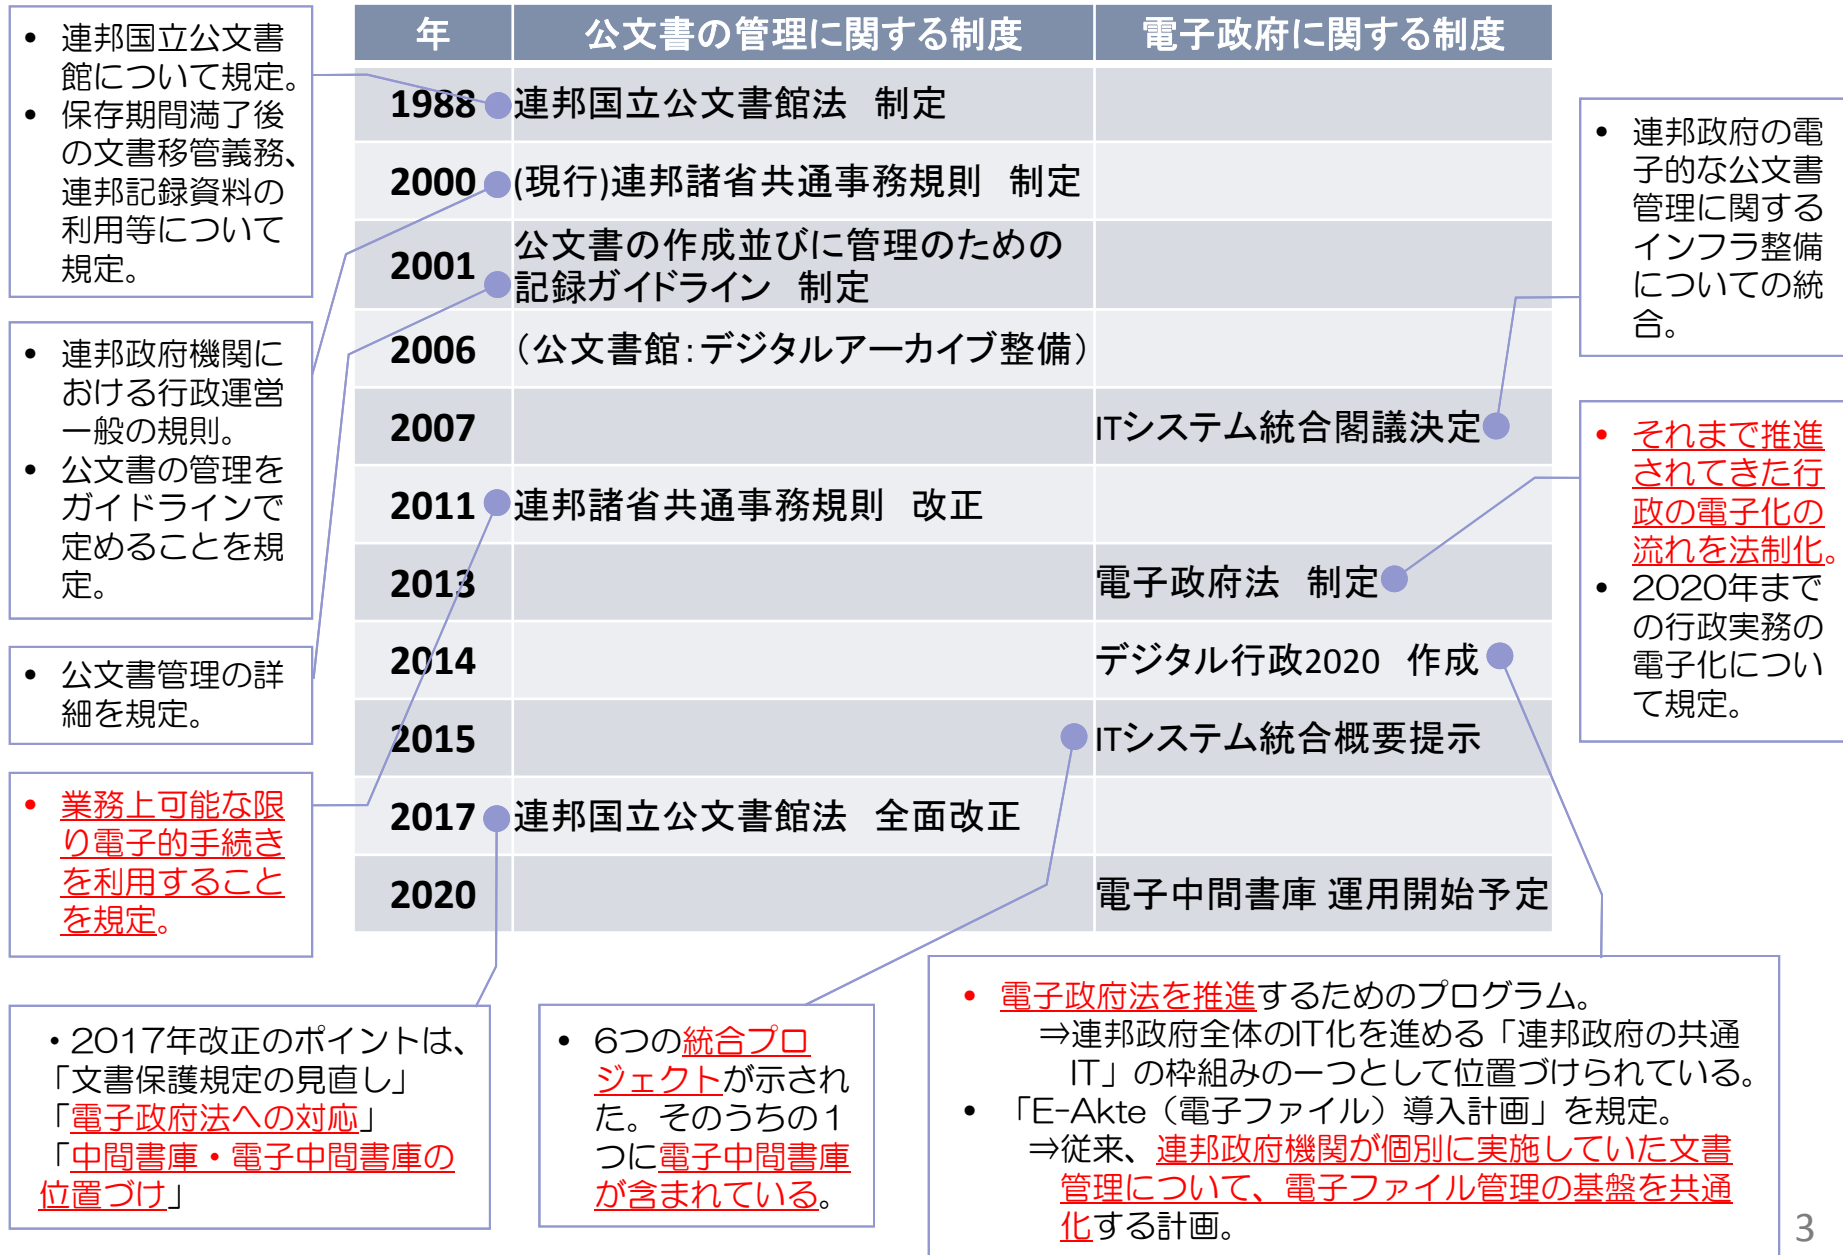 年 公文書の管理に関する制度 電子政府に関する制度
1988 連邦国立公文書館法 制定
2000 (現行)連邦諸省共通事務規則 制定
2001 公文書の作成並びに管理のための
記録ガイドライン 制定
2006 （公文書館：デジタルアーカイブ整備）
2007 ITシステム統合閣議決定
2011 連邦諸省共通事務規則 改正
2013 電子政府法 制定
2014 デジタル行政2020 作成
2015 ITシステム統合概要提示
2017 連邦国立公文書館法 全面改正
2020 電子中間書庫 運用開始予定
• 連邦国立公文書
館について規定。
• 保存期間満了後
の文書移管義務、
連邦記録資料の
利用等について
規定。
• 連邦政府機関に
おける行政運営
一般の規則。
• 公文書の管理を
ガイドラインで
定めることを規
定。
• 公文書管理の詳
細を規定。
• 業務上可能な限
り電子的手続き
を利用すること
を規定。
• 連邦政府の電
子的な公文書
管理に関する
インフラ整備
についての統
合。
• それまで推進
されてきた行
政の電子化の
流れを法制化。
• 2020年まで
の行政実務の
電子化につい
て規定。
・2017年改正のポイントは、
「文書保護規定の見直し」
「電子政府法への対応」
「中間書庫・電子中間書庫の
位置づけ」
• 6つの統合プロ
ジェクトが示され
た。そのうちの１
つに電子中間書庫
が含まれている。
• 電子政府法を推進するためのプログラム。
⇒連邦政府全体のIT化を進める「連邦政府の共通
IT」の枠組みの一つとして位置づけられている。
• 「E-Akte（電子ファイル）導入計画」を規定。
⇒従来、連邦政府機関が個別に実施していた文書
管理について、電子ファイル管理の基盤を共通
化する計画。
3